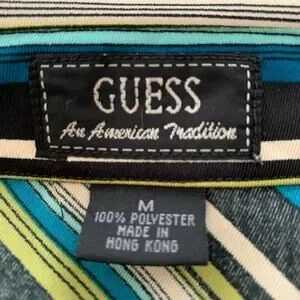 GUESS
An American Tradition
M
100% POLYESTER
MADE IN
HONG KONG